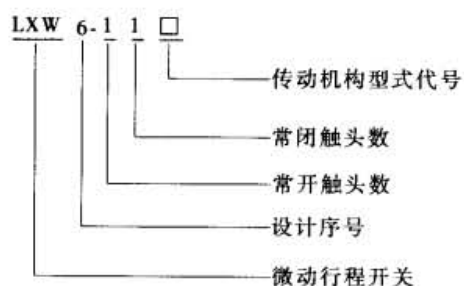 LXW 6-1 1 □
传动机构型式代号
常闭触头数
常开触头数
设计序号
微动行程开关